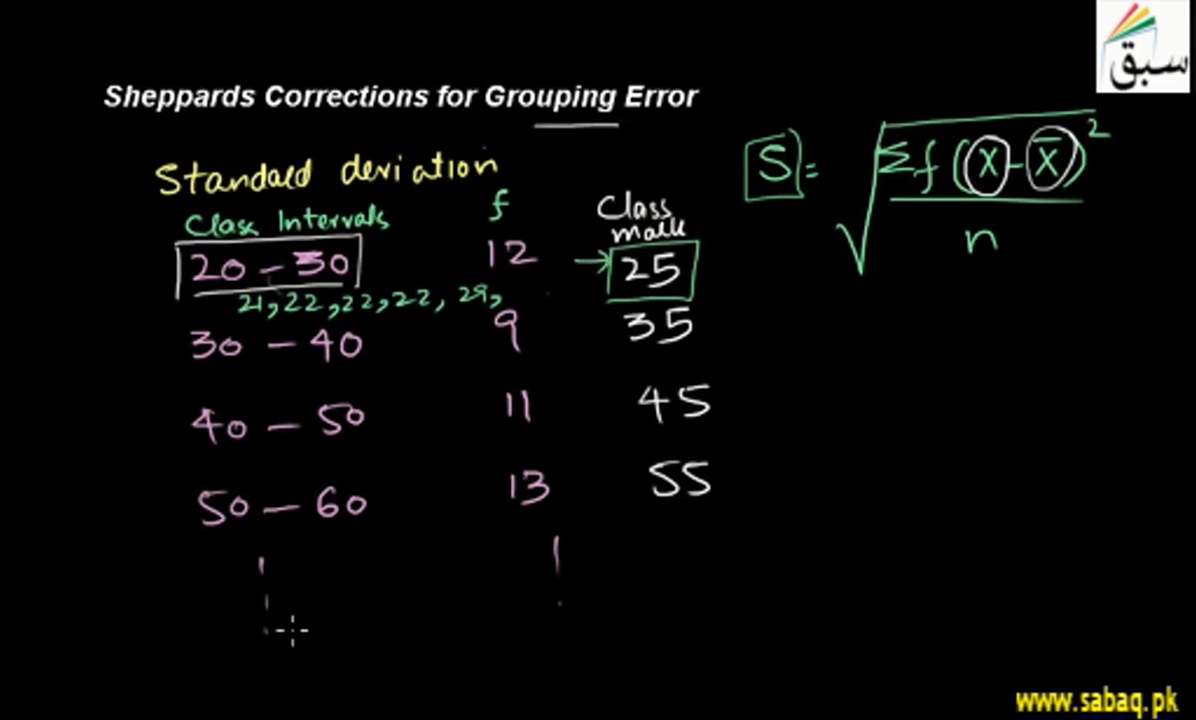 سبق
Sheppards Corrections for Grouping Error
Standard deviation
S = √ Σf (X - X̄)² / n
Class Intervals f Class mark
20 - 30 12 → 25
21, 22, 22, 22, 29,
30 - 40 9 35
40 - 50 11 45
50 - 60 13 55
www.sabaq.pk